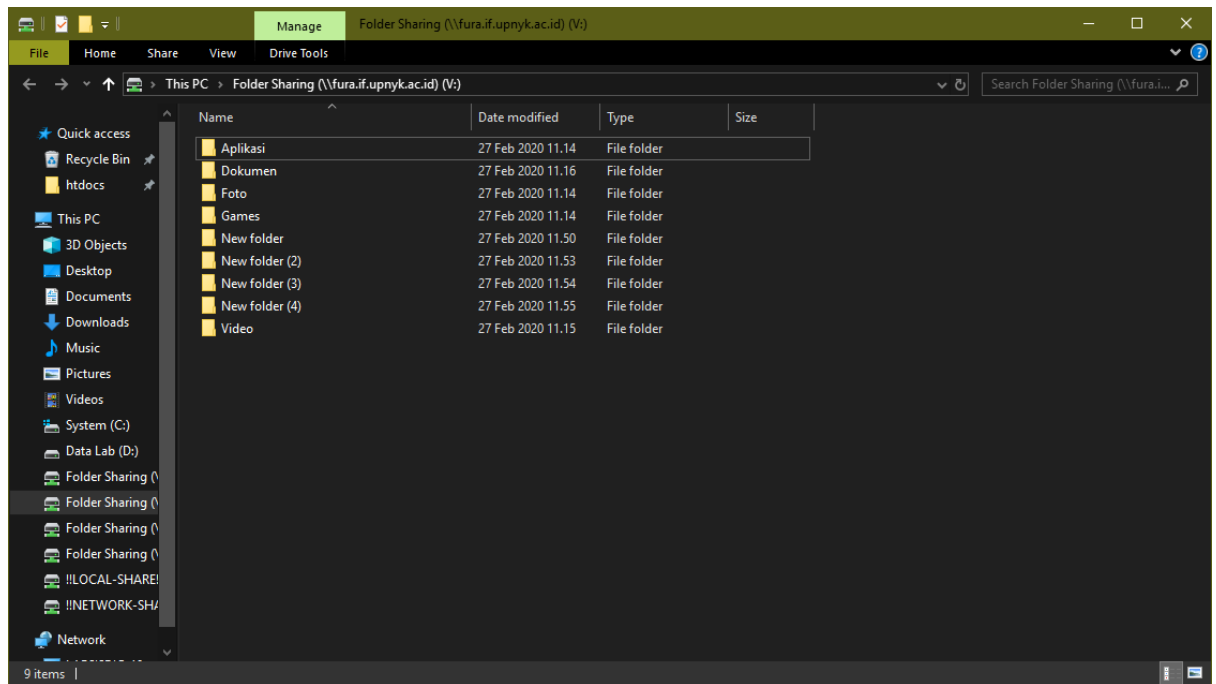 Manage Folder Sharing (\\fura.if.upnyk.ac.id) (V:)
File Home Share View Drive Tools
This PC > Folder Sharing (\\fura.if.upnyk.ac.id) (V:)
Search Folder Sharing (\\fura.i...
Quick access
Recycle Bin
htdocs
This PC
3D Objects
Desktop
Documents
Downloads
Music
Pictures
Videos
System (C:)
Data Lab (D:)
Folder Sharing (\
Folder Sharing (\
Folder Sharing (\
Folder Sharing (\
!!LOCAL-SHARE!
!!NETWORK-SHA
Network
Name Date modified Type Size
Aplikasi 27 Feb 2020 11.14 File folder
Dokumen 27 Feb 2020 11.16 File folder
Foto 27 Feb 2020 11.14 File folder
Games 27 Feb 2020 11.14 File folder
New folder 27 Feb 2020 11.50 File folder
New folder (2) 27 Feb 2020 11.53 File folder
New folder (3) 27 Feb 2020 11.54 File folder
New folder (4) 27 Feb 2020 11.55 File folder
Video 27 Feb 2020 11.15 File folder
9 items